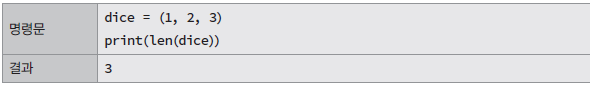 명령문
dice = (1, 2, 3)
print(len(dice))
결과
3